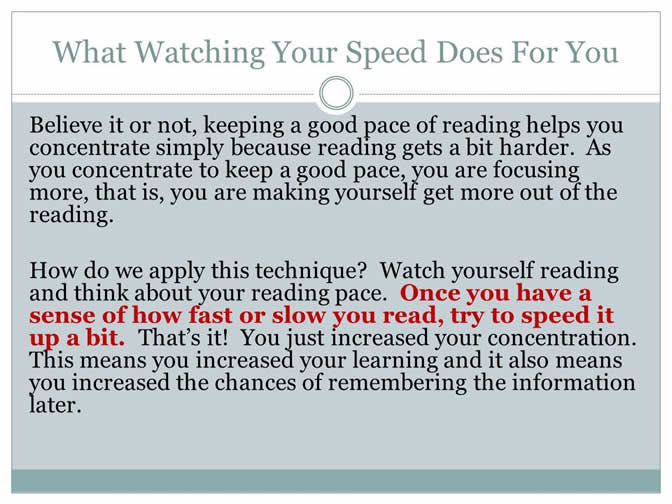 What Watching Your Speed Does For You
Believe it or not, keeping a good pace of reading helps you
concentrate simply because reading gets a bit harder.  As
you concentrate to keep a good pace, you are focusing
more, that is, you are making yourself get more out of the
reading.
How do we apply this technique?  Watch yourself reading
and think about your reading pace.  Once you have a
sense of how fast or slow you read, try to speed it
up a bit.  That's it!  You just increased your concentration.
This means you increased your learning and it also means
you increased the chances of remembering the information
later.